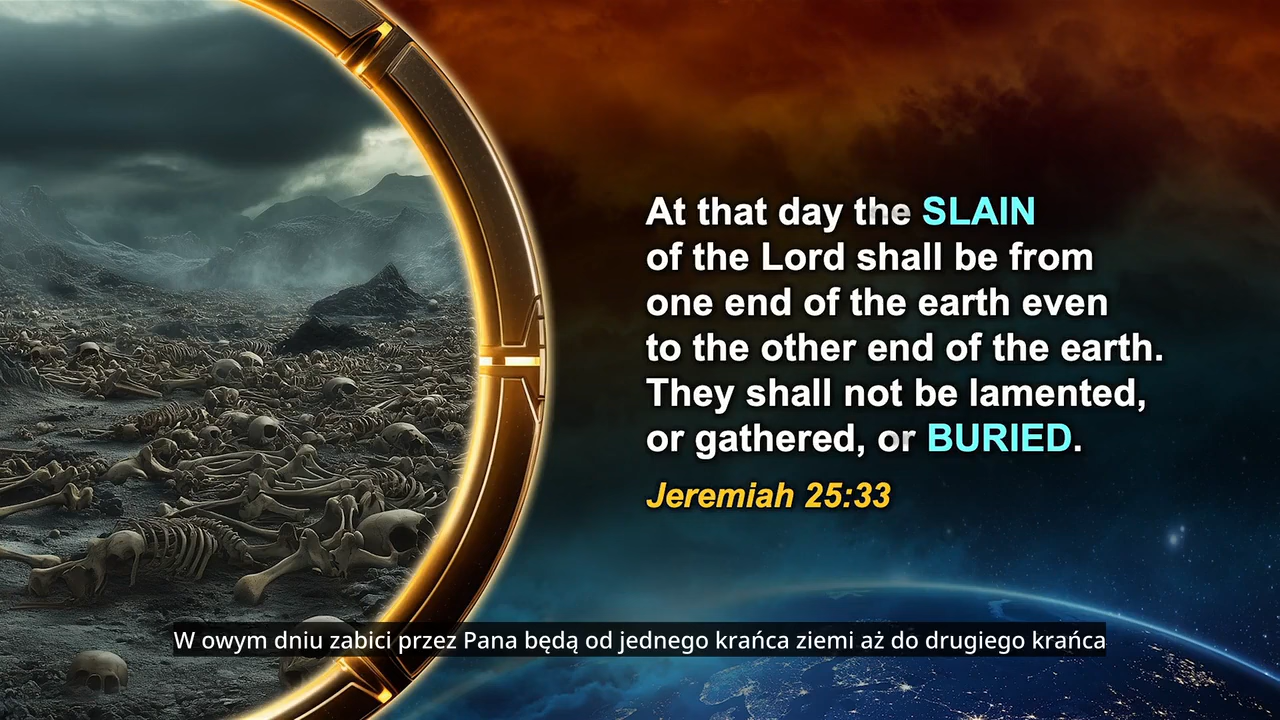 At that day the SLAIN
of the Lord shall be from
one end of the earth even
to the other end of the earth.
They shall not be lamented,
or gathered, or BURIED.
Jeremiah 25:33
W owym dniu zabici przez Pana będą od jednego krańca ziemi aż do drugiego krańca